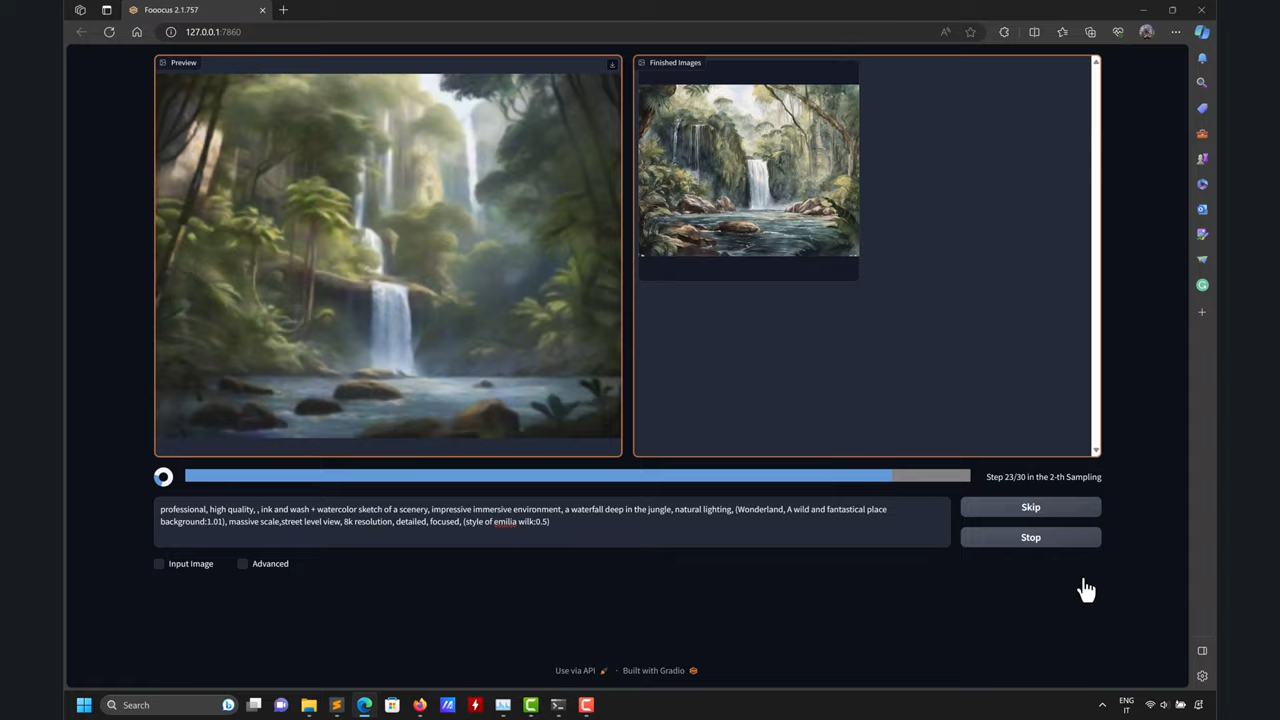 Fooocus 2.1.757
127.0.0.1:7860
Preview
Finished Images
Step 23/30 in the 2-th Sampling
professional, high quality, , ink and wash + watercolor sketch of a scenery, impressive immersive environment, a waterfall deep in the jungle, natural lighting, (Wonderland, A wild and fantastical place
background:1.01), massive scale,street level view, 8k resolution, detailed, focused, (style of emilia wilk:0.5)
Skip
Stop
Input Image
Advanced
Use via API · Built with Gradio
Search
ENG
IT